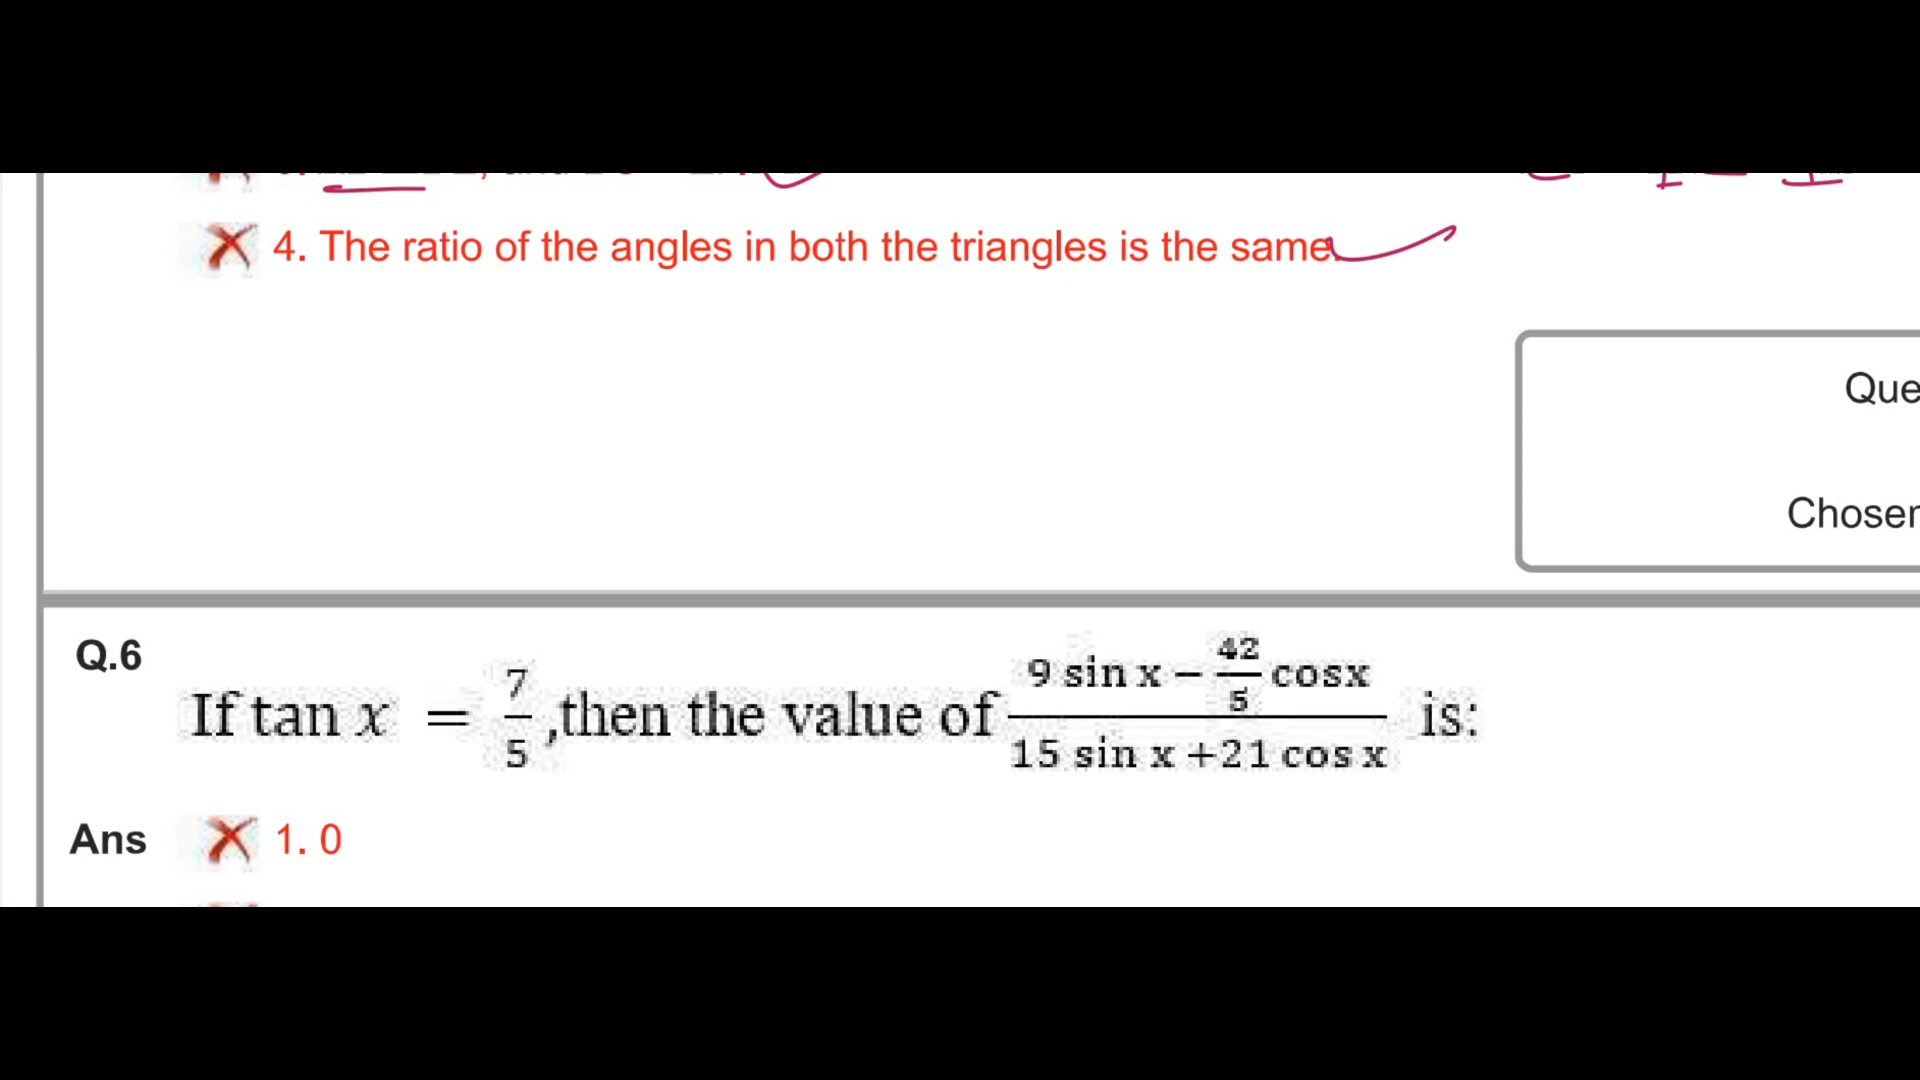 4. The ratio of the angles in both the triangles is the same.
Que
Chosen
Q.6 If tan x = 7/5 ,then the value of (9 sin x − 42/5 cosx)/(15 sin x +21 cos x) is:
Ans 1. 0